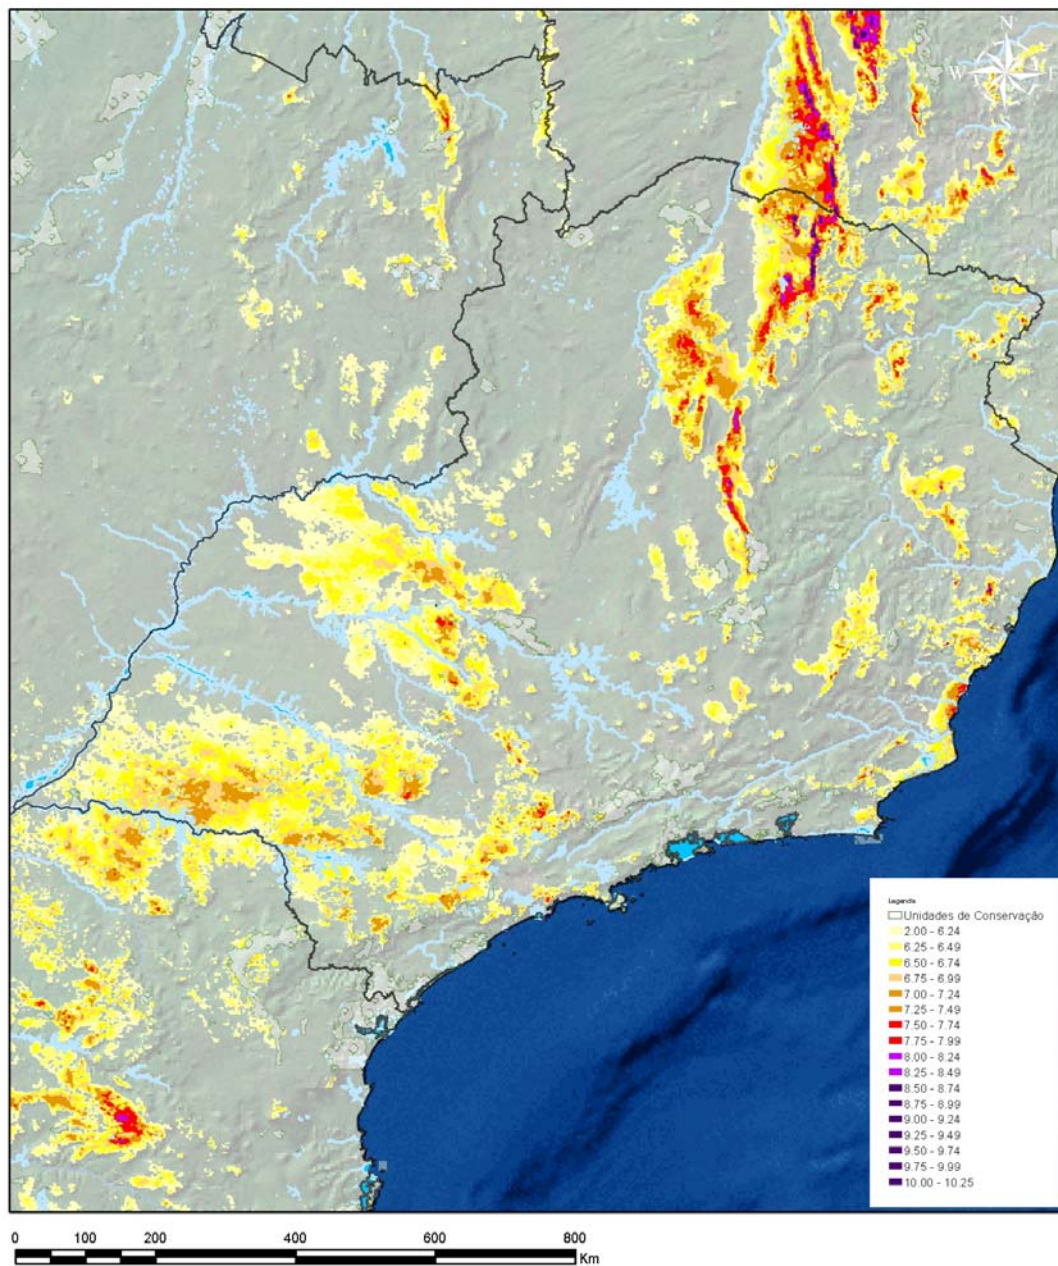 N
W
E
S
Legenda
Unidades de Conservação
2.00 - 6.24
6.25 - 6.49
6.50 - 6.74
6.75 - 6.99
7.00 - 7.24
7.25 - 7.49
7.50 - 7.74
7.75 - 7.99
8.00 - 8.24
8.25 - 8.49
8.50 - 8.74
8.75 - 8.99
9.00 - 9.24
9.25 - 9.49
9.50 - 9.74
9.75 - 9.99
10.00 - 10.25
0 100 200 400 600 800
Km